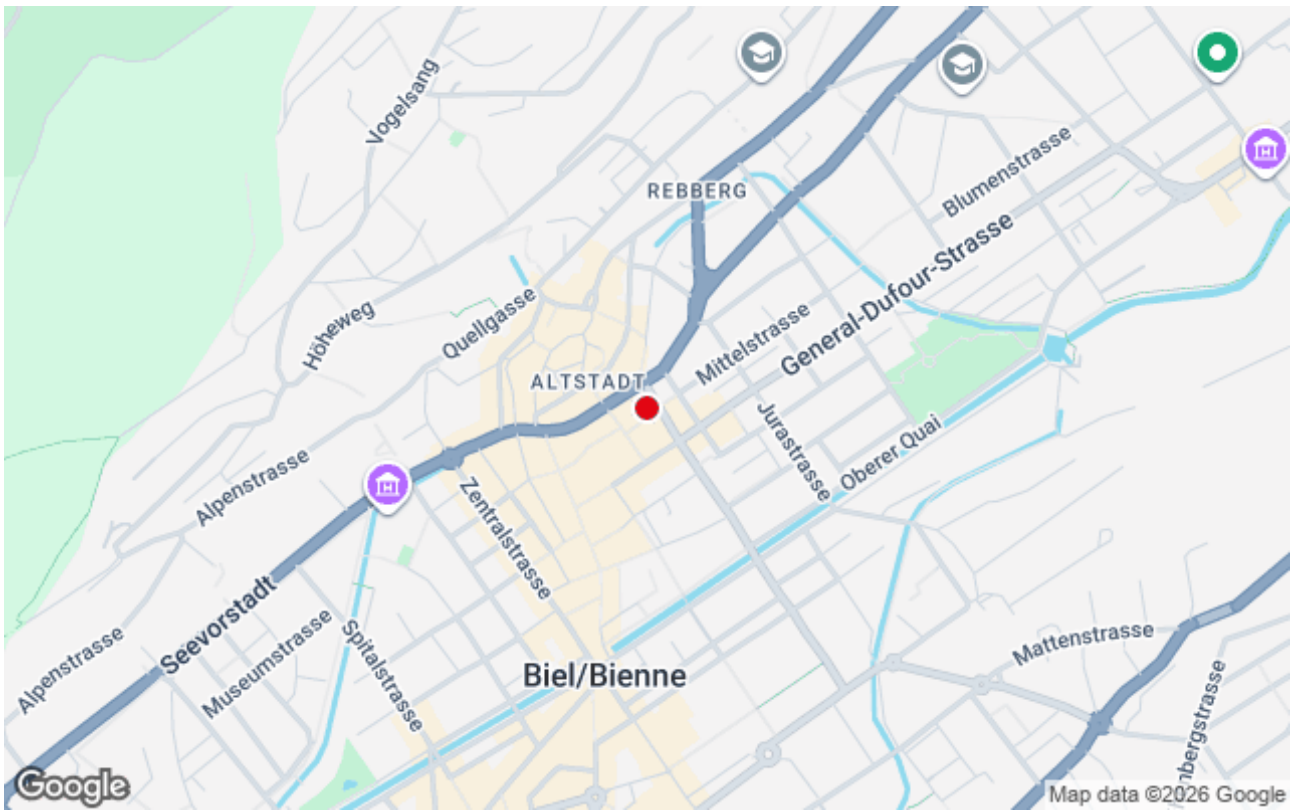 Vogelsang
REBBERG
Blumenstrasse
General-Dufour-Strasse
Höheweg
Quellgasse
Mittelstrasse
ALTSTADT
Jurastrasse
Oberer Quai
Alpenstrasse
Zentralstrasse
Seevorstadt
Museumstrasse
Spitalstrasse
Alpenstrasse
Mattenstrasse
Biel/Bienne
nbergstrasse
Google
Map data ©2026 Google